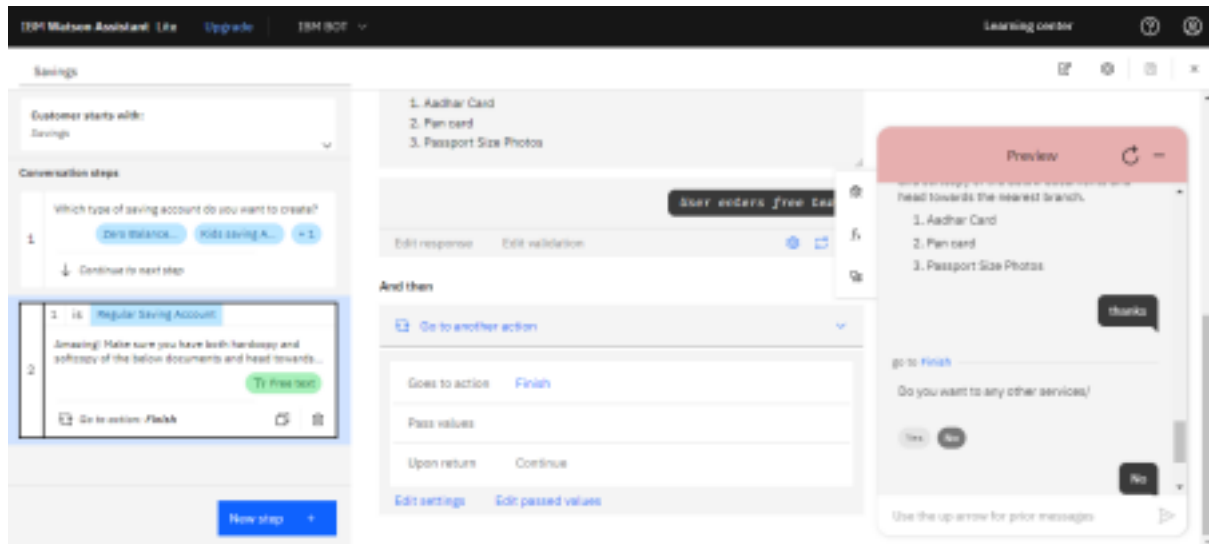 IBM Watson Assistant Lite Upgrade IBM BOT Learning center
Savings
Customer starts with:
Savings
Conversation steps
1
Which type of saving account do you want to create?
Zero Balance... Kids saving A... + 1
Continue to next step
2
1 is Regular Saving Account
Amazing! Make sure you have both hardcopy and
softcopy of the below documents and head towards...
Free text
Go to action: Finish
New step +
1. Aadhar Card
2. Pan card
3. Passport Size Photos
User enters free
Edit response Edit validation
And then
Go to another action
Goes to action Finish
Pass values
Upon return Continue
Edit settings Edit passed values
Preview
head towards the nearest branch.
1. Aadhar Card
2. Pan card
3. Passport Size Photos
thanks
go to Finish
Do you want to any other services/
Yes No
No
Use the up arrow for prior messages